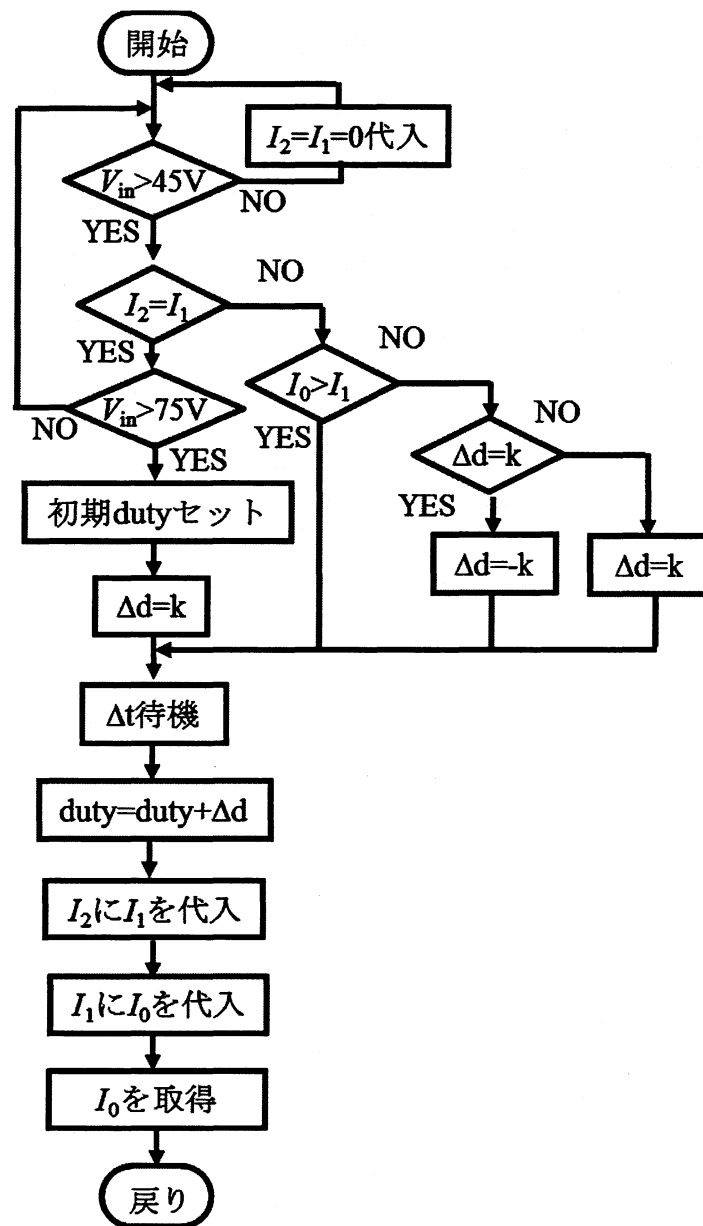 開始
I₂=I₁=0代入
Vin>45V
NO
YES
I₂=I₁
NO
YES
I₀>I₁
NO
YES
Vin>75V
NO
YES
Δd=k
NO
YES
初期dutyセット
Δd=-k
Δd=k
Δd=k
Δt待機
duty=duty+Δd
I₂にI₁を代入
I₁にI₀を代入
I₀を取得
戻り